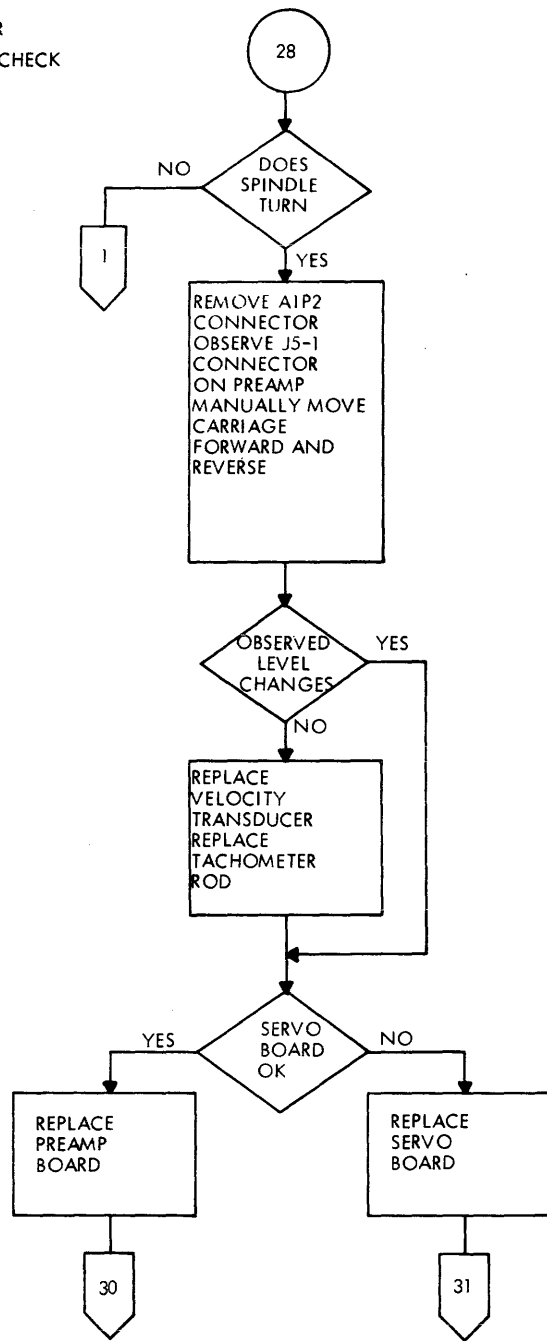 R
CHECK
28
DOES
SPINDLE
TURN
NO
YES
1
REMOVE A1P2
CONNECTOR
OBSERVE J5-1
CONNECTOR
ON PREAMP
MANUALLY MOVE
CARRIAGE
FORWARD AND
REVERSE
OBSERVED
LEVEL
CHANGES
YES
NO
REPLACE
VELOCITY
TRANSDUCER
REPLACE
TACHOMETER
ROD
SERVO
BOARD
OK
YES
NO
REPLACE
PREAMP
BOARD
REPLACE
SERVO
BOARD
30
31